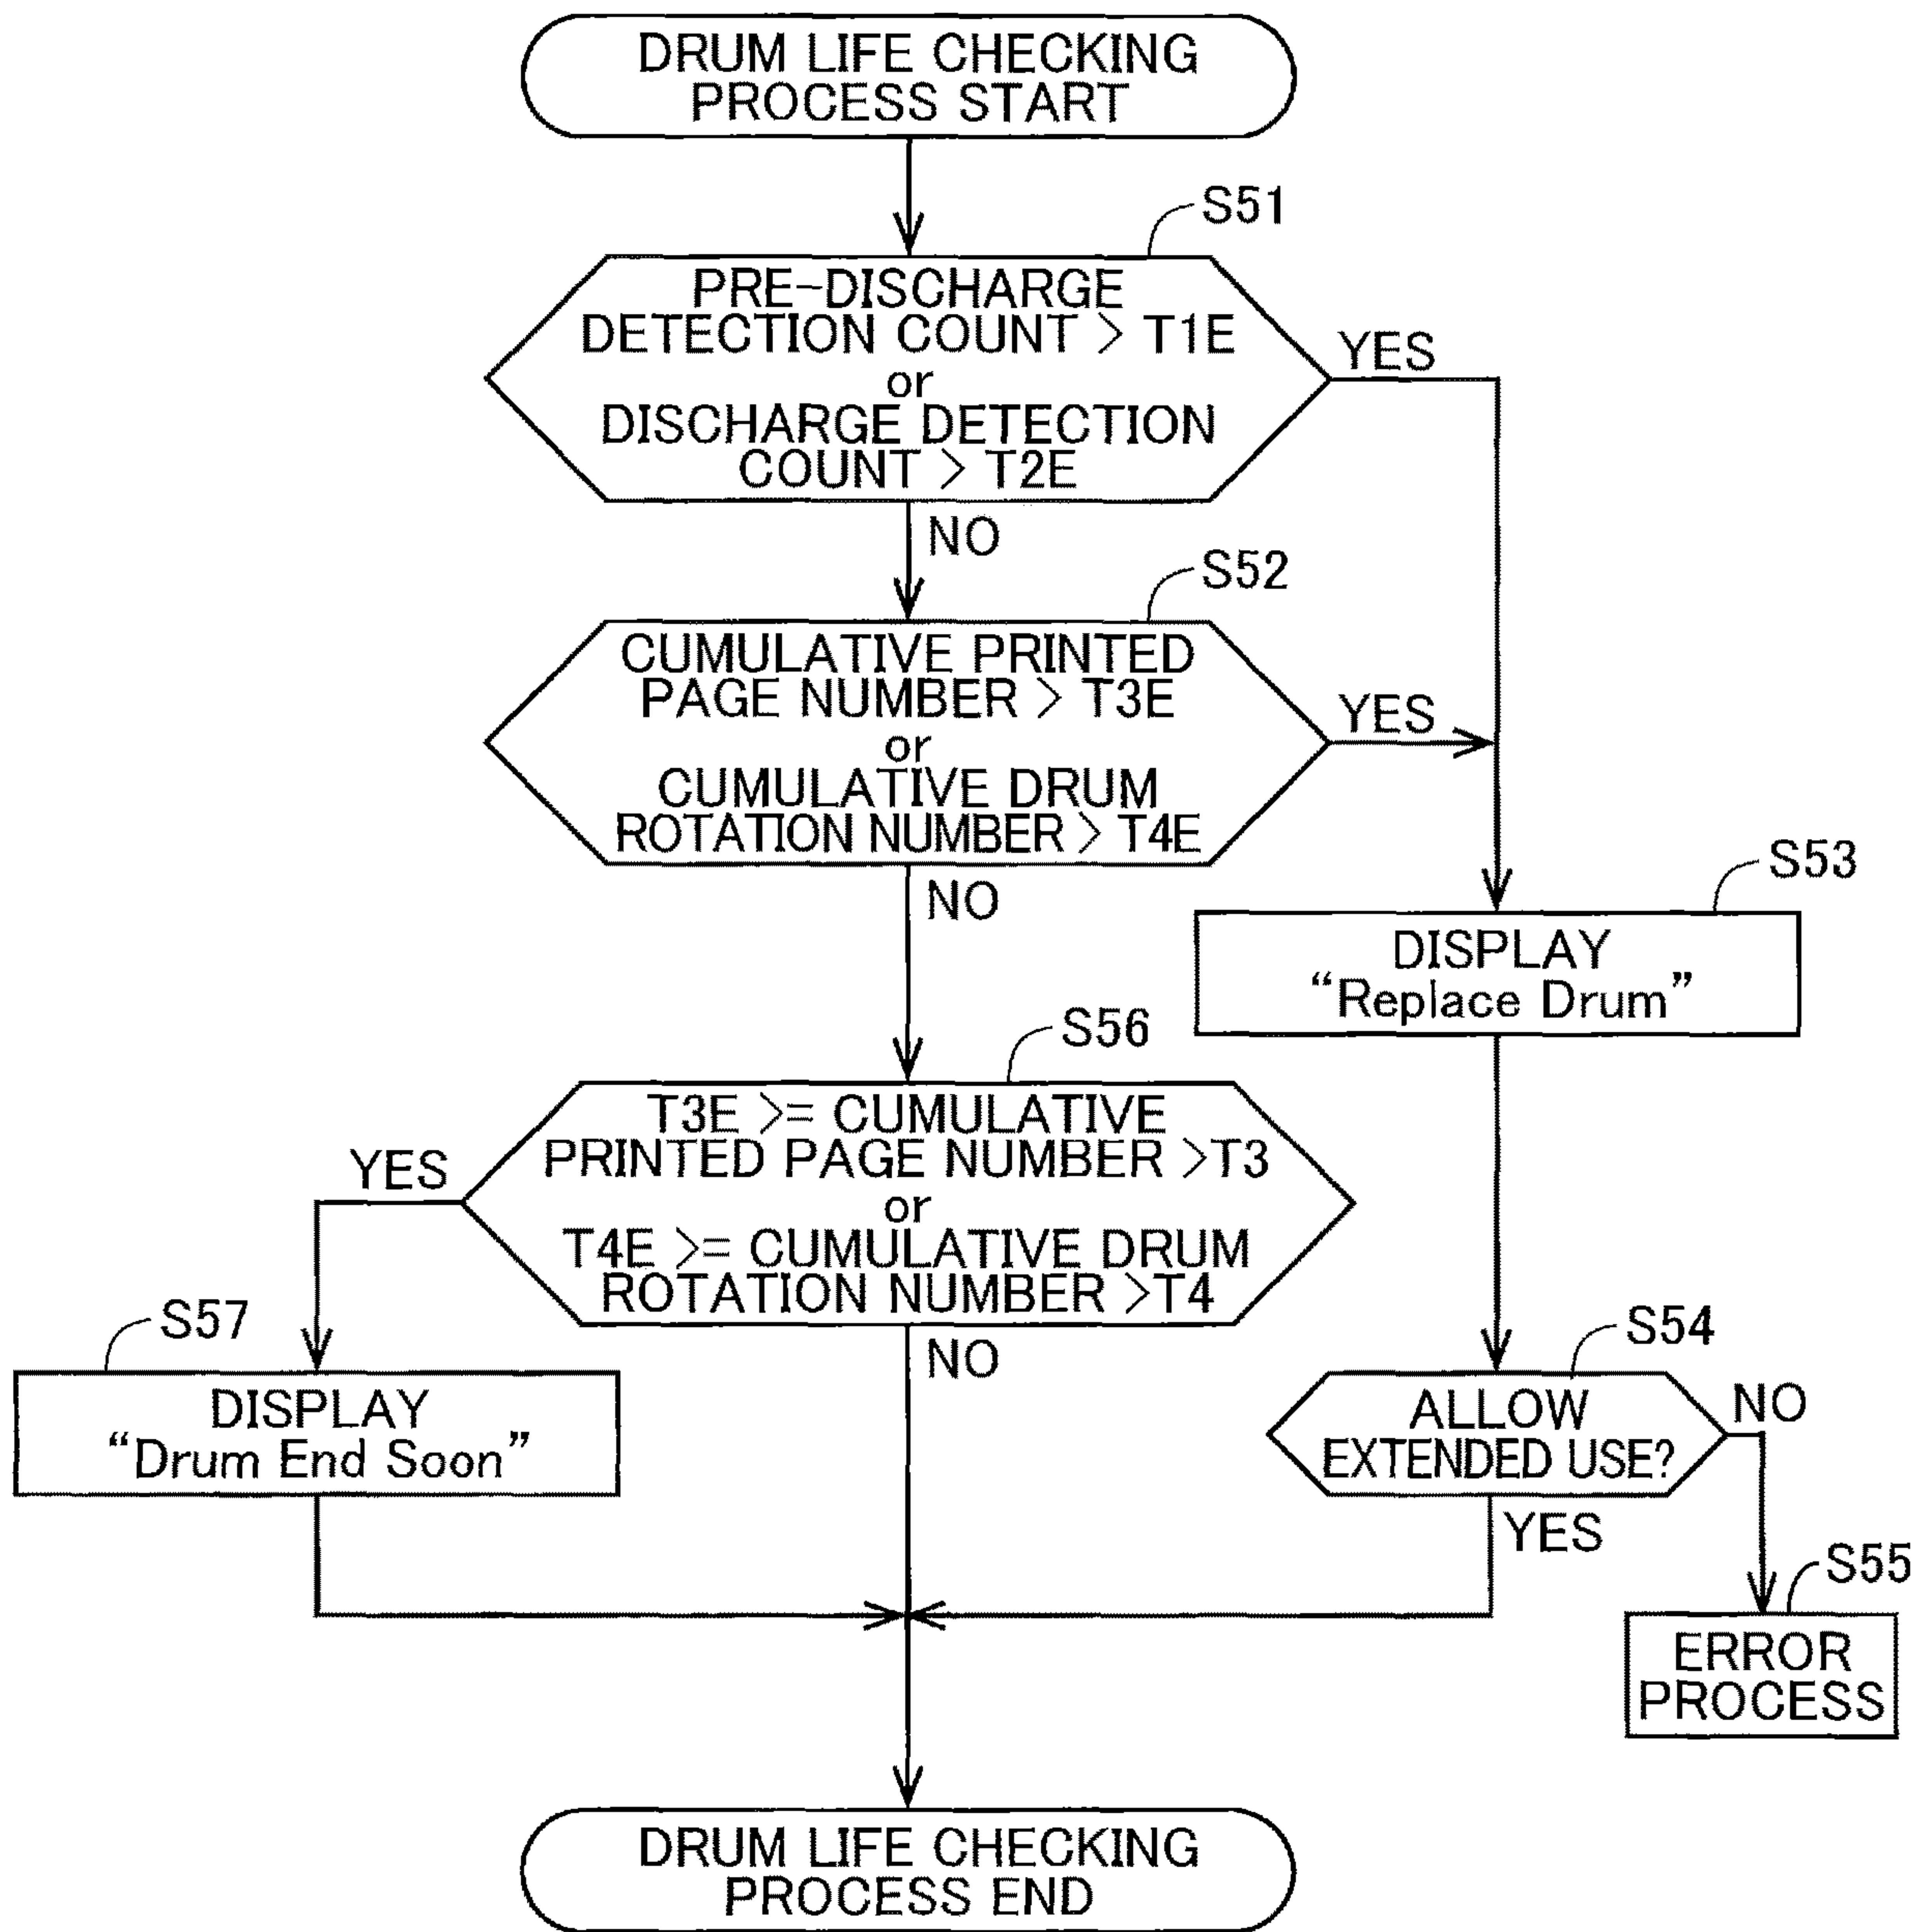 DRUM LIFE CHECKING
PROCESS START
S51
PRE-DISCHARGE
DETECTION COUNT > T1E
or
DISCHARGE DETECTION
COUNT > T2E
YES
NO
S52
CUMULATIVE PRINTED
PAGE NUMBER > T3E
or
CUMULATIVE DRUM
ROTATION NUMBER > T4E
YES
NO
S53
DISPLAY
“Replace Drum”
S56
T3E >= CUMULATIVE
PRINTED PAGE NUMBER >T3
or
T4E >= CUMULATIVE DRUM
ROTATION NUMBER >T4
YES
NO
S57
DISPLAY
“Drum End Soon”
S54
ALLOW
EXTENDED USE?
NO
YES
S55
ERROR
PROCESS
DRUM LIFE CHECKING
PROCESS END